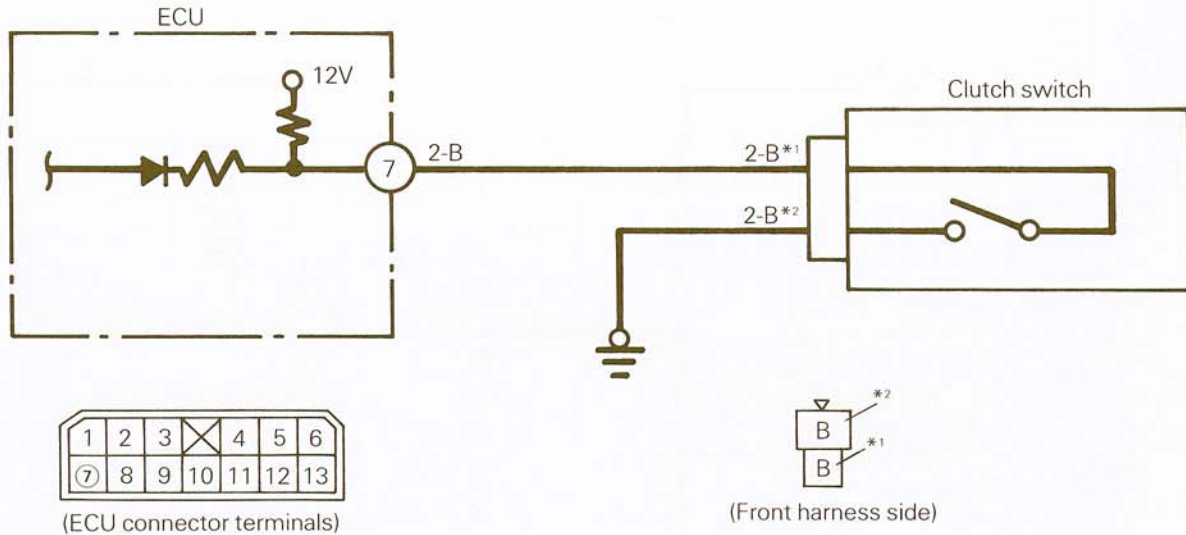 ECU
12V
Clutch switch
7
2-B
2-B*1
2-B*2
1 2 3 4 5 6
7 8 9 10 11 12 13
(ECU connector terminals)
B *2
B *1
(Front harness side)